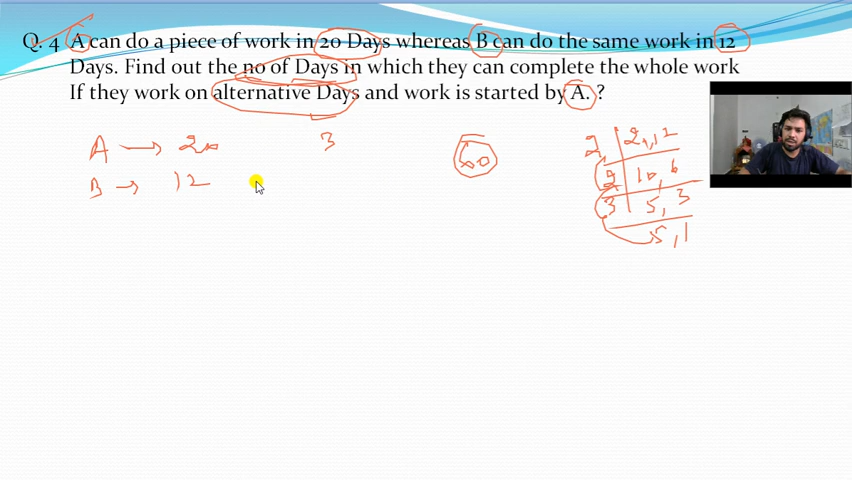 Q. 4 A can do a piece of work in 20 Days whereas B can do the same work in 12
Days. Find out the no of Days in which they can complete the whole work
If they work on alternative Days and work is started by A. ?
A → 20 3
B → 12
60
2 | 20, 12
2 | 10, 6
3 | 5, 3
5, 1